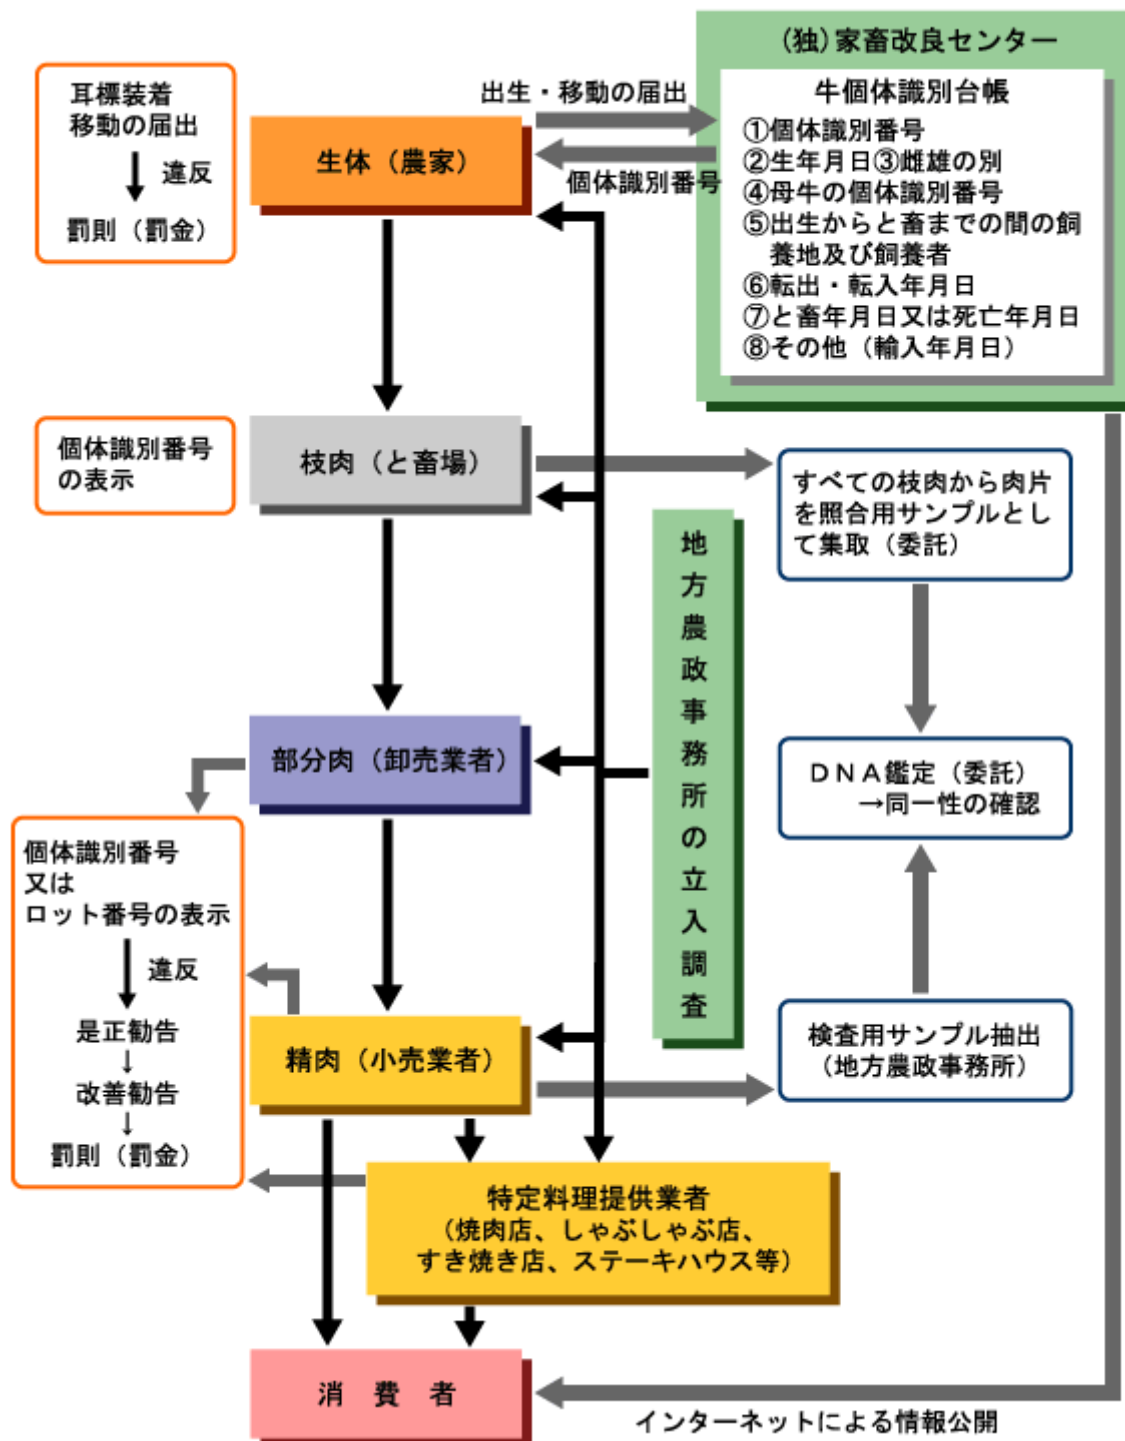 (独)家畜改良センター
牛個体識別台帳
①個体識別番号
②生年月日③雌雄の別
④母牛の個体識別番号
⑤出生からと畜までの間の飼
養地及び飼養者
⑥転出・転入年月日
⑦と畜年月日又は死亡年月日
⑧その他（輸入年月日）
耳標装着
移動の届出
違反
罰則（罰金）
出生・移動の届出
生体（農家）
個体識別番号
個体識別番号
の表示
枝肉（と畜場）
すべての枝肉から肉片
を照合用サンプルとし
て集取（委託）
地方農政事務所の立入調査
部分肉（卸売業者）
ＤＮＡ鑑定（委託）
→同一性の確認
個体識別番号
又は
ロット番号の表示
違反
是正勧告
↓
改善勧告
↓
罰則（罰金）
精肉（小売業者）
検査用サンプル抽出
（地方農政事務所）
特定料理提供業者
（焼肉店、しゃぶしゃぶ店、
すき焼き店、ステーキハウス等）
消費者
インターネットによる情報公開